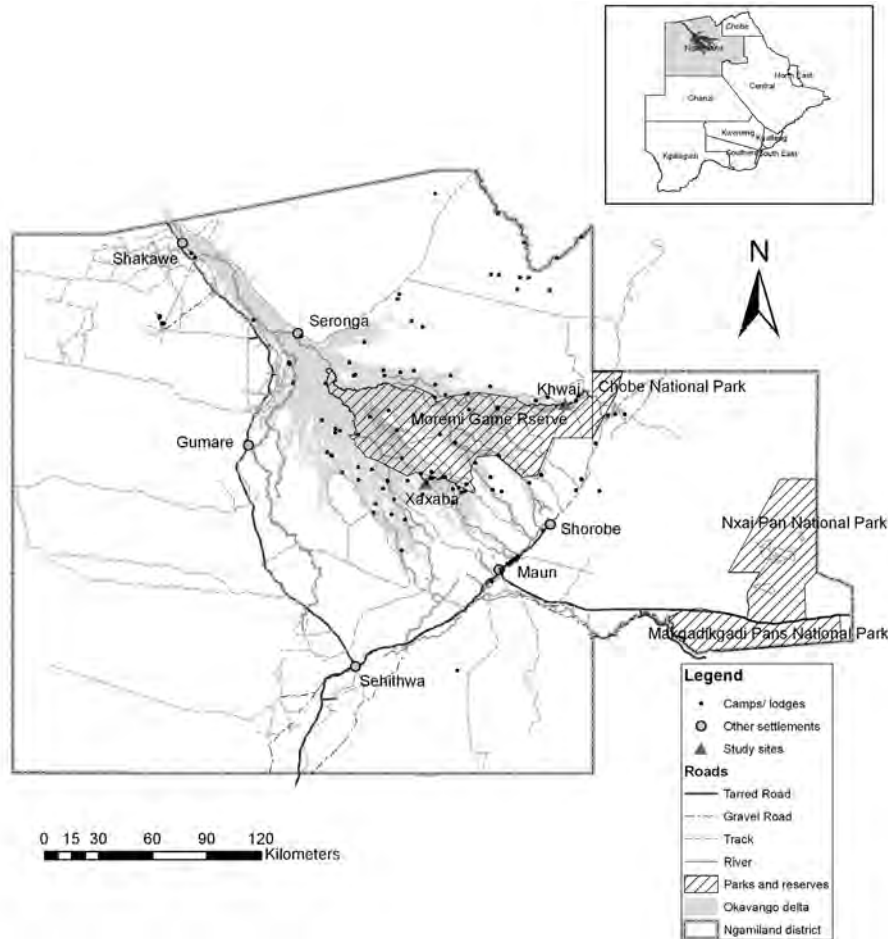 Chobe
North East
Central
Ghanzi
Kweneng
Kgatleng
Southern
South East
Kgalagadi
N
Shakawe
Seronga
Khwai
Chobe National Park
Moremi Game Rserve
Gumare
Xaxaba
Shorobe
Nxai Pan National Park
Maun
Makgadikgadi Pans National Park
Sehithwa
Legend
Camps/ lodges
Other settlements
Study sites
Roads
Tarred Road
Gravel Road
Track
River
Parks and reserves
Okavango delta
Ngamiland district
0 15 30 60 90 120
Kilometers